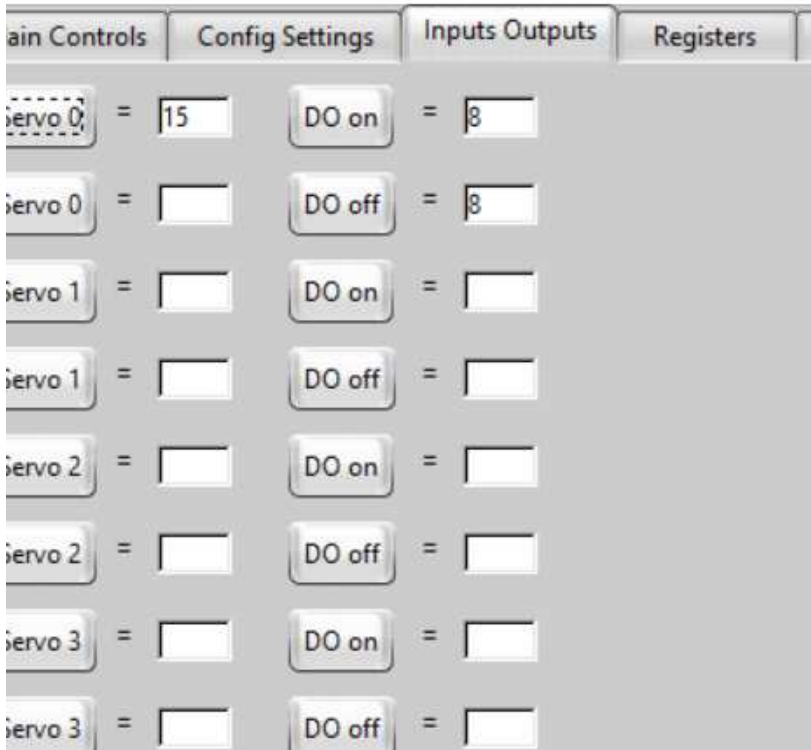 ain Controls Config Settings Inputs Outputs Registers
Servo 0 = 15 DO on = 8
Servo 0 = DO off = 8
Servo 1 = DO on =
Servo 1 = DO off =
Servo 2 = DO on =
Servo 2 = DO off =
Servo 3 = DO on =
Servo 3 = DO off =